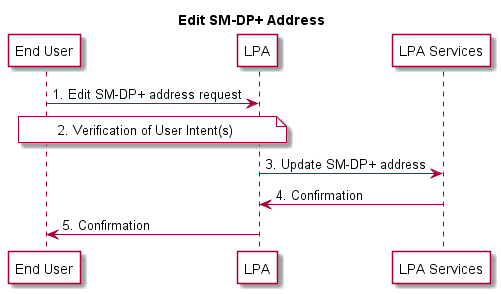 Edit SM-DP+ Address
End User
LPA
LPA Services
1. Edit SM-DP+ address request
2. Verification of User Intent(s)
3. Update SM-DP+ address
4. Confirmation
5. Confirmation
End User
LPA
LPA Services